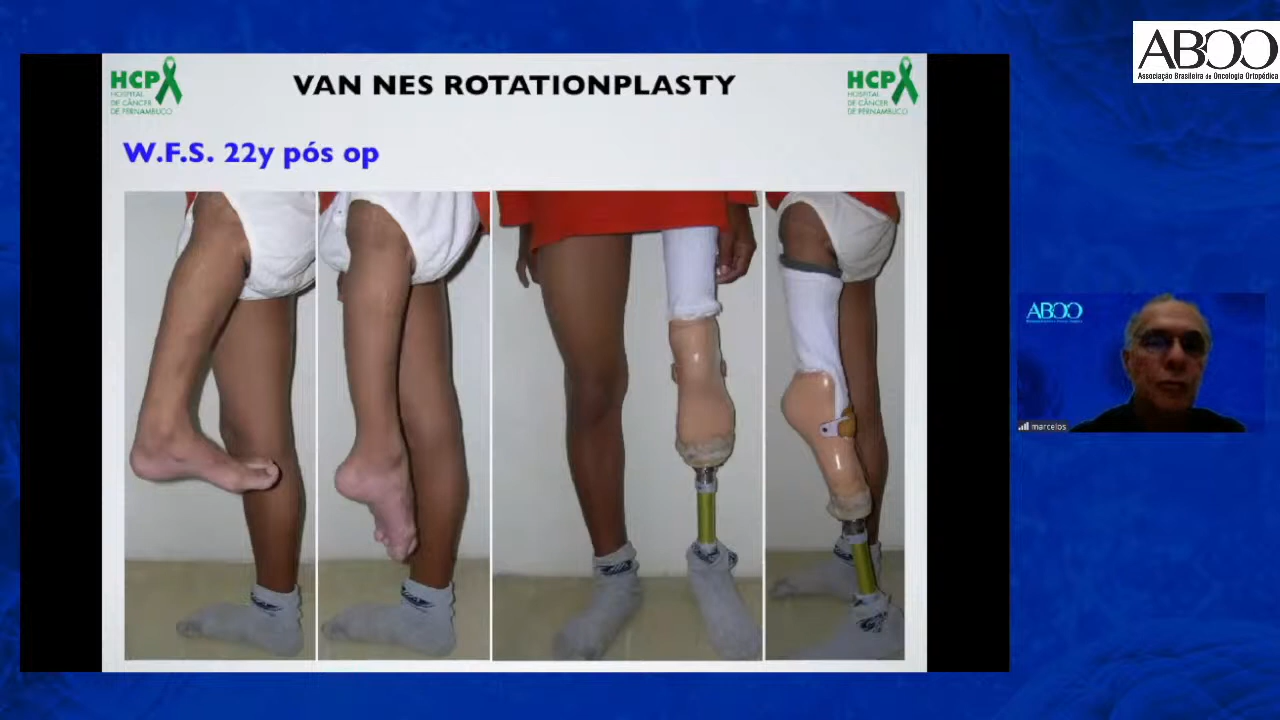 HCP
HOSPITAL
DE CÂNCER
DE PERNAMBUCO
VAN NES ROTATIONPLASTY
HCP
HOSPITAL
DE CÂNCER
DE PERNAMBUCO
W.F.S. 22y pós op
ABOO
Associação Brasileira de Oncologia Ortopédica
ABOO
marcelos